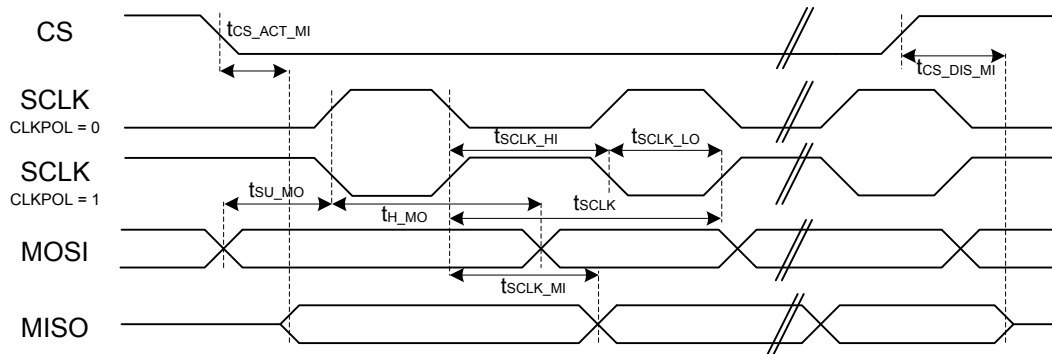 CS
tCS_ACT_MI
tCS_DIS_MI
SCLK
CLKPOL = 0
tSCLK_HI
tSCLK_LO
SCLK
CLKPOL = 1
tSU_MO
tH_MO
tSCLK
MOSI
tSCLK_MI
MISO